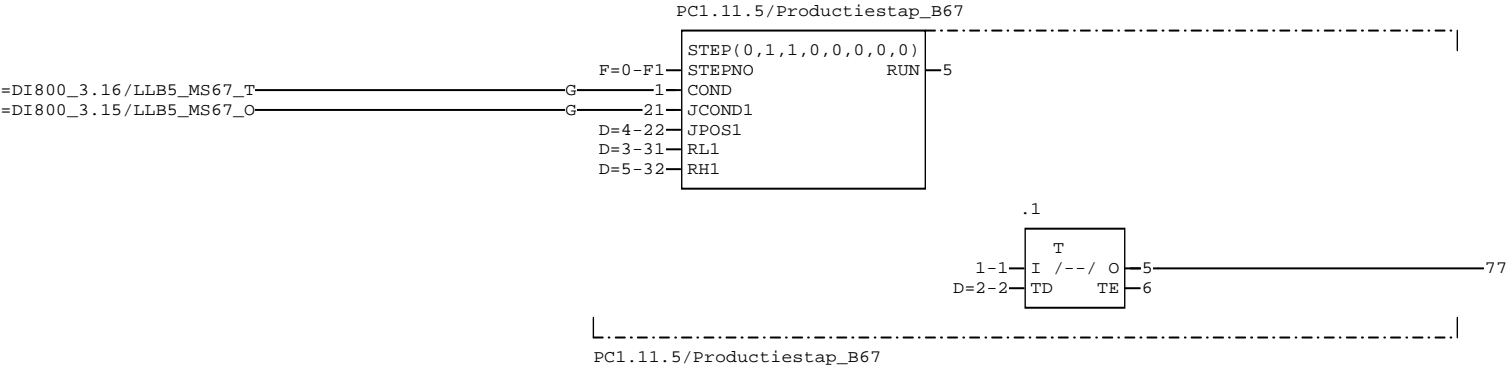 PC1.11.5/Productiestap_B67
STEP(0,1,1,0,0,0,0,0)
F=0-F1 STEPNO RUN 5
=DI800_3.16/LLB5_MS67_T G 1 COND
=DI800_3.15/LLB5_MS67_O G 21 JCOND1
D=4-22 JPOS1
D=3-31 RL1
D=5-32 RH1
.1
T
1-1 I /--/ O 5 77
D=2-2 TD TE 6
PC1.11.5/Productiestap_B67